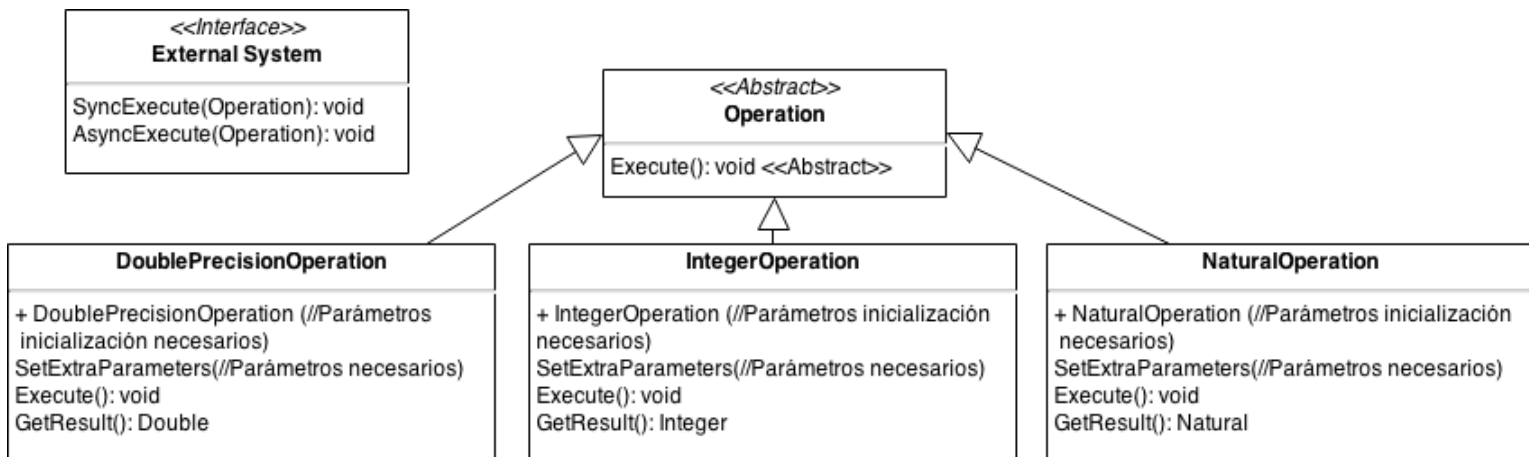 <<Interface>>
External System
SyncExecute(Operation): void
AsyncExecute(Operation): void
<<Abstract>>
Operation
Execute(): void <<Abstract>>
DoublePrecisionOperation
+ DoublePrecisionOperation (//Parámetros
inicialización necesarios)
SetExtraParameters(//Parámetros necesarios)
Execute(): void
GetResult(): Double
IntegerOperation
+ IntegerOperation (//Parámetros inicialización
necesarios)
SetExtraParameters(//Parámetros necesarios)
Execute(): void
GetResult(): Integer
NaturalOperation
+ NaturalOperation (//Parámetros inicialización
necesarios)
SetExtraParameters(//Parámetros necesarios)
Execute(): void
GetResult(): Natural